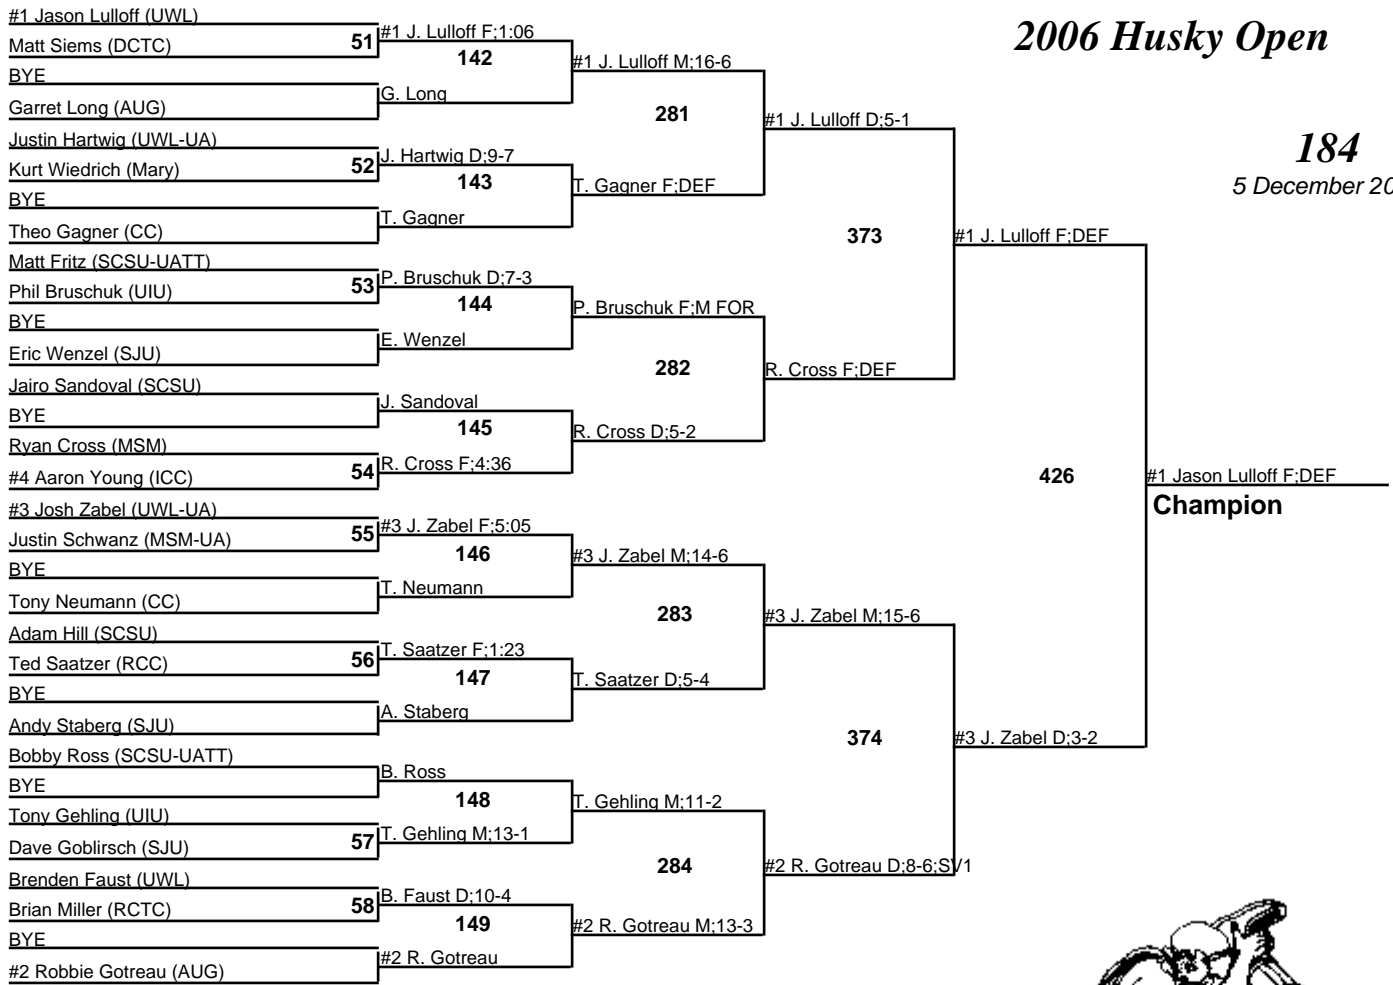 2006 Husky Open
184
5 December 20
#1 Jason Lulloff (UWL)
Matt Siems (DCTC)
BYE
Garret Long (AUG)
Justin Hartwig (UWL-UA)
Kurt Wiedrich (Mary)
BYE
Theo Gagner (CC)
Matt Fritz (SCSU-UATT)
Phil Bruschuk (UIU)
BYE
Eric Wenzel (SJU)
Jairo Sandoval (SCSU)
BYE
Ryan Cross (MSM)
#4 Aaron Young (ICC)
#3 Josh Zabel (UWL-UA)
Justin Schwanz (MSM-UA)
BYE
Tony Neumann (CC)
Adam Hill (SCSU)
Ted Saatzer (RCC)
BYE
Andy Staberg (SJU)
Bobby Ross (SCSU-UATT)
BYE
Tony Gehling (UIU)
Dave Goblirsch (SJU)
Brenden Faust (UWL)
Brian Miller (RCTC)
BYE
#2 Robbie Gotreau (AUG)
51
52
53
54
55
56
57
58
#1 J. Lulloff F;1:06
142
G. Long
J. Hartwig D;9-7
143
T. Gagner
P. Bruschuk D;7-3
144
E. Wenzel
J. Sandoval
145
R. Cross F;4:36
#3 J. Zabel F;5:05
146
T. Neumann
T. Saatzer F;1:23
147
A. Staberg
B. Ross
148
T. Gehling M;13-1
B. Faust D;10-4
149
#2 R. Gotreau
#1 J. Lulloff M;16-6
281
T. Gagner F;DEF
P. Bruschuk F;M FOR
282
R. Cross D;5-2
#3 J. Zabel M;14-6
283
T. Saatzer D;5-4
T. Gehling M;11-2
284
#2 R. Gotreau M;13-3
#1 J. Lulloff D;5-1
373
R. Cross F;DEF
#3 J. Zabel M;15-6
374
#2 R. Gotreau D;8-6;SV1
#1 J. Lulloff F;DEF
426
#3 J. Zabel D;3-2
#1 Jason Lulloff F;DEF
Champion